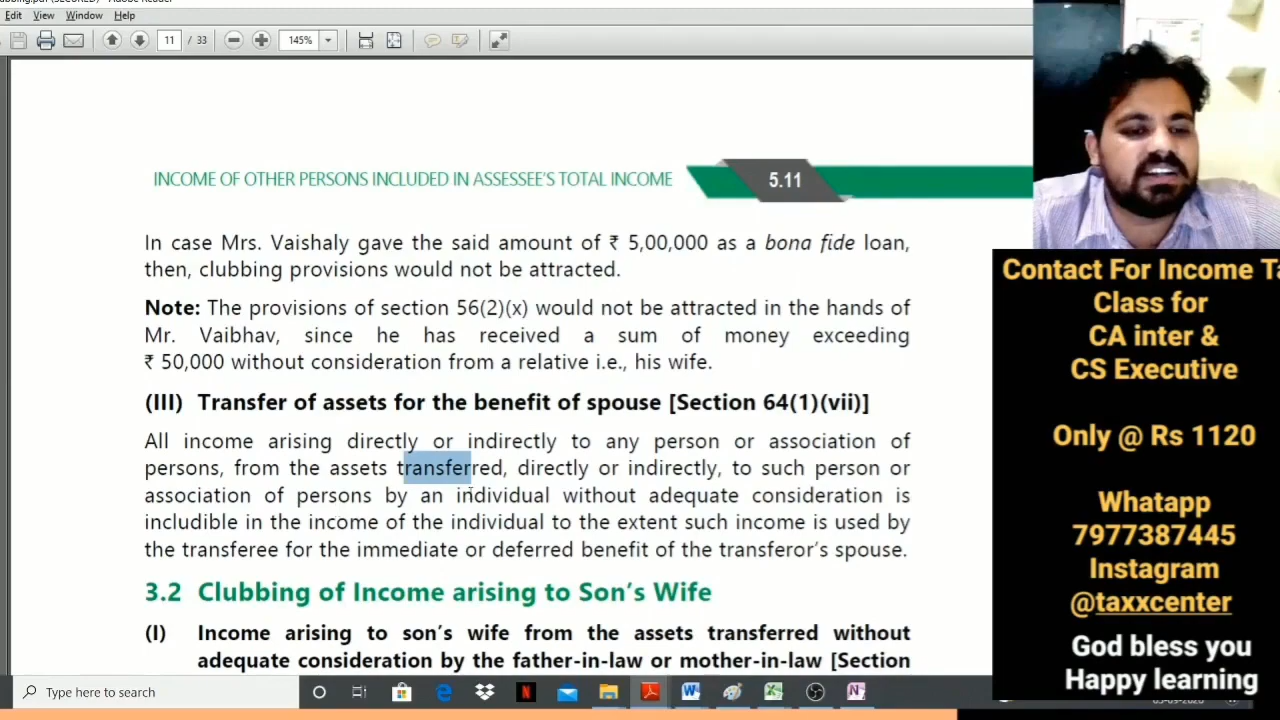 Edit View Window Help
11 / 33
145%
INCOME OF OTHER PERSONS INCLUDED IN ASSESSEE'S TOTAL INCOME
5.11
In case Mrs. Vaishaly gave the said amount of ₹ 5,00,000 as a bona fide loan,
then, clubbing provisions would not be attracted.
Note: The provisions of section 56(2)(x) would not be attracted in the hands of
Mr. Vaibhav, since he has received a sum of money exceeding
₹ 50,000 without consideration from a relative i.e., his wife.
(III) Transfer of assets for the benefit of spouse [Section 64(1)(vii)]
All income arising directly or indirectly to any person or association of
persons, from the assets transferred, directly or indirectly, to such person or
association of persons by an individual without adequate consideration is
includible in the income of the individual to the extent such income is used by
the transferee for the immediate or deferred benefit of the transferor's spouse.
3.2 Clubbing of Income arising to Son's Wife
(I) Income arising to son's wife from the assets transferred without
adequate consideration by the father-in-law or mother-in-law [Section
Contact For Income Ta
Class for
CA inter &
CS Executive
Only @ Rs 1120
Whatapp
7977387445
Instagram
@taxxcenter
God bless you
Happy learning
Type here to search